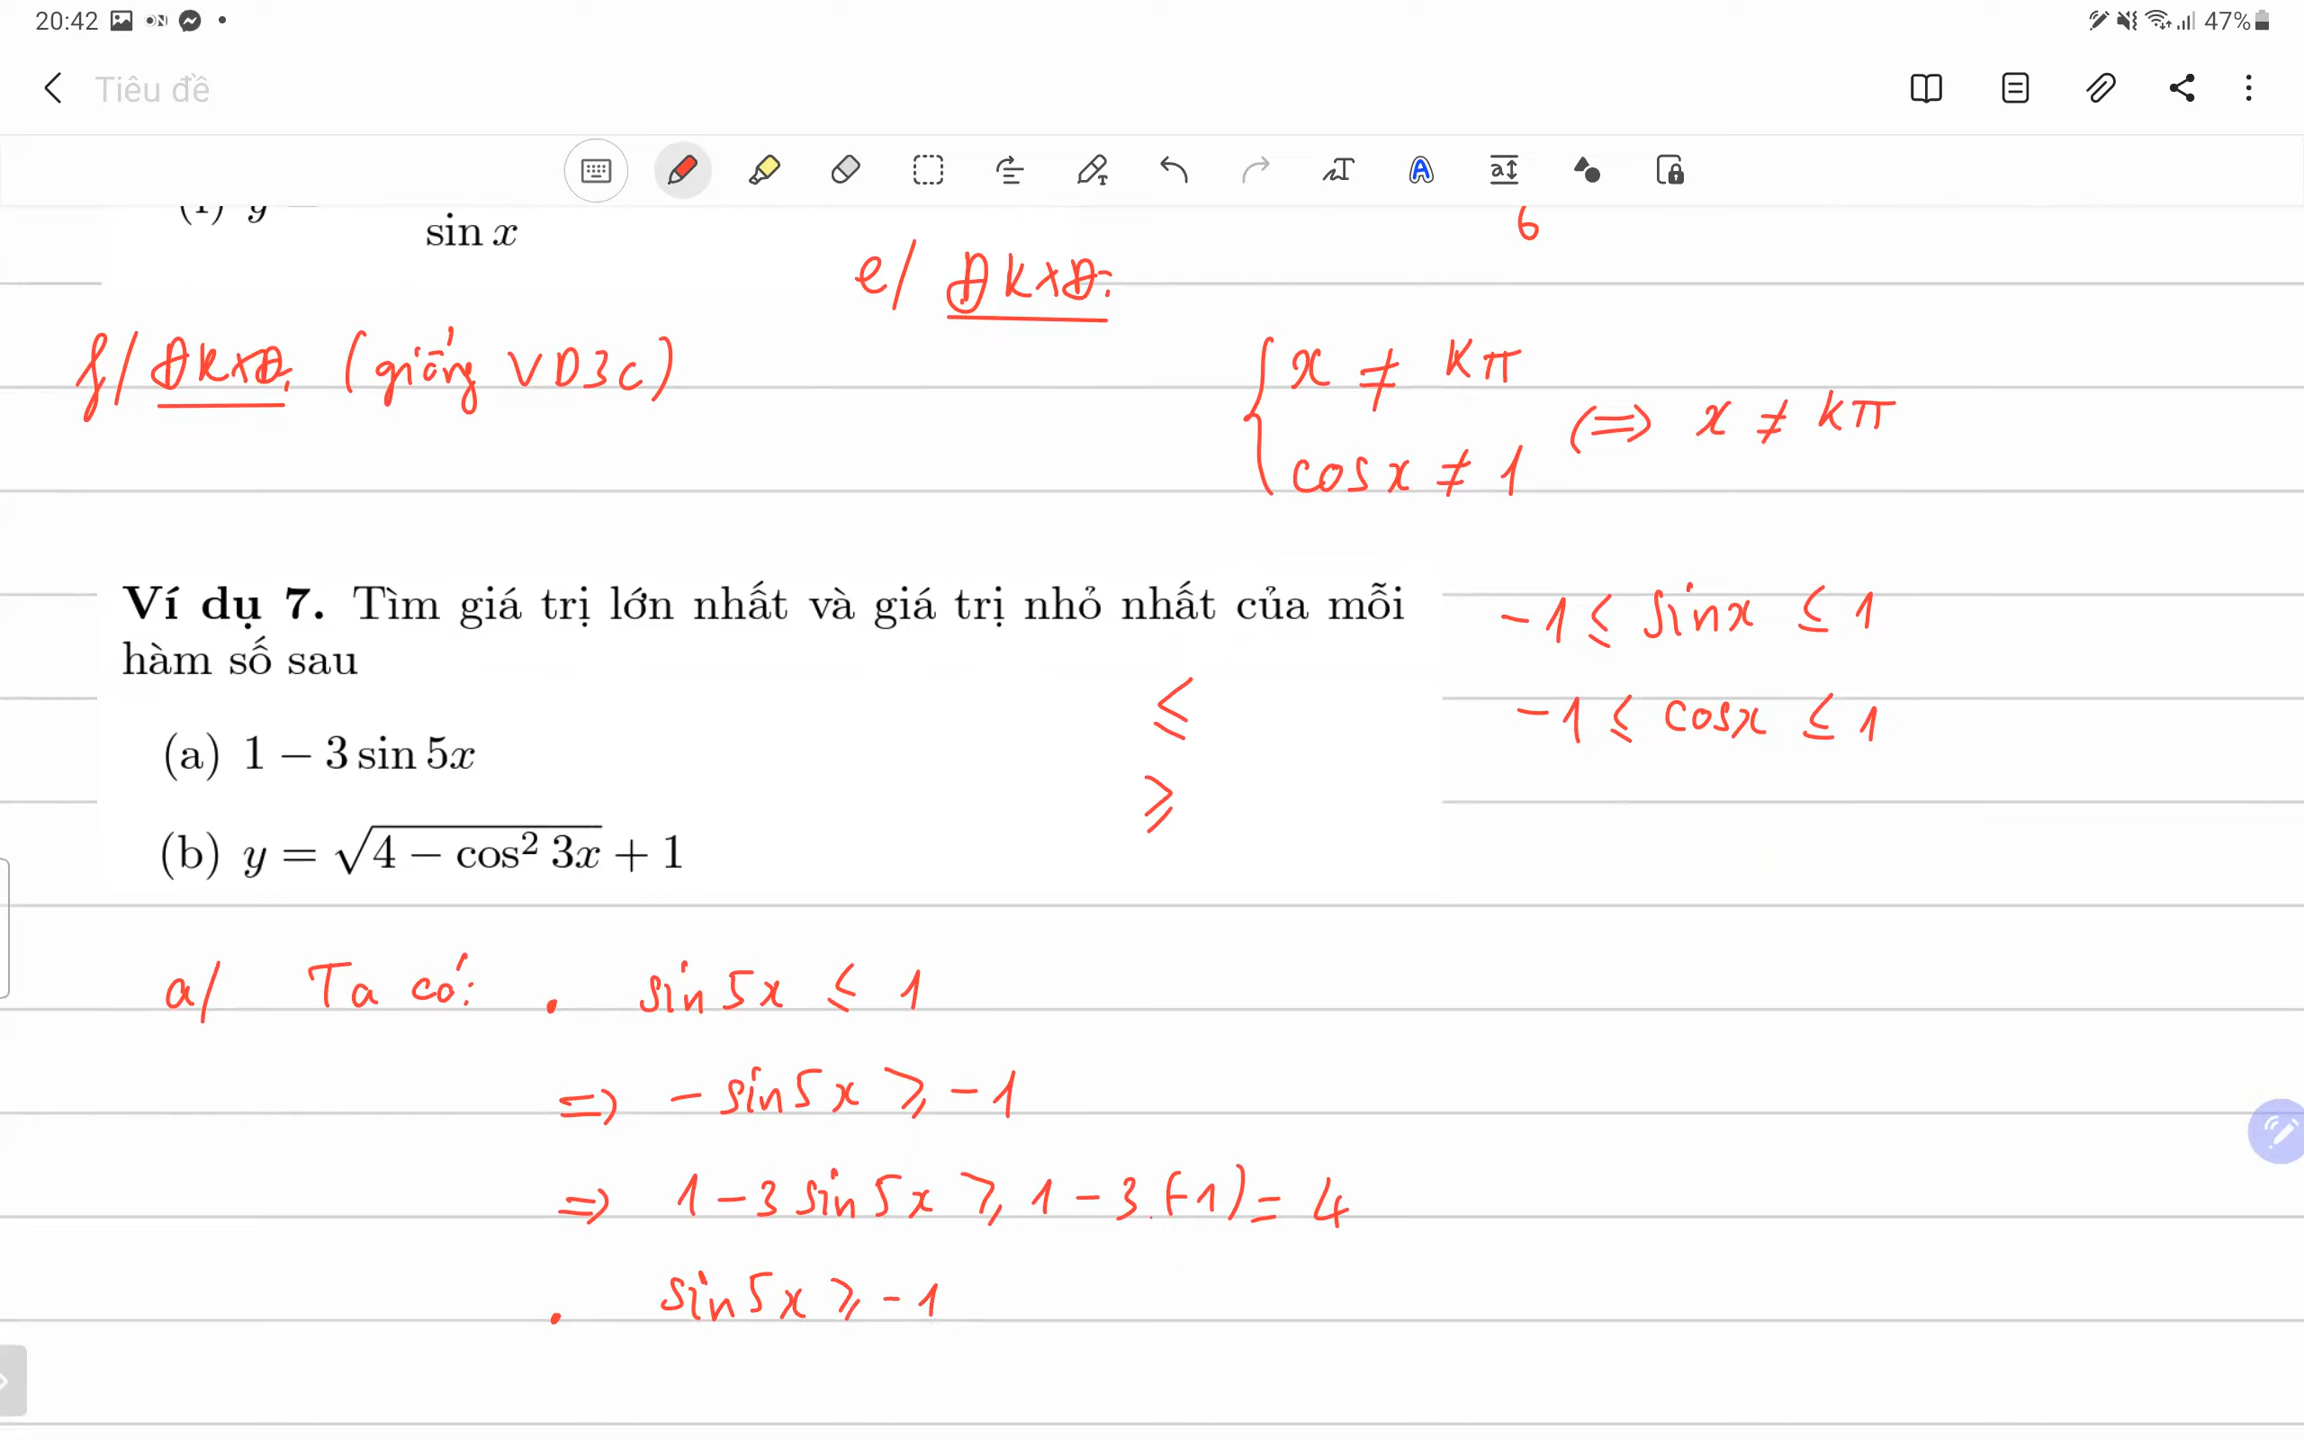 20:42
47%
Tiêu đề
(f) y =
sin x
6
e/ ĐKXĐ:
f/ ĐKXĐ: (giống VD3c)
{ x ≠ kπ
cosx ≠ 1
(=) x ≠ kπ
Ví dụ 7. Tìm giá trị lớn nhất và giá trị nhỏ nhất của mỗi
hàm số sau
-1 ≤ sinx ≤ 1
≤
-1 ≤ cosx ≤ 1
(a) 1 − 3 sin 5x
≥
(b) y = √(4 − cos² 3x) + 1
a/ Ta có: . sin5x ≤ 1
=> - sin5x ≥ -1
=> 1 - 3 sin5x ≥ 1 - 3.(-1) = 4
. sin5x ≥ -1